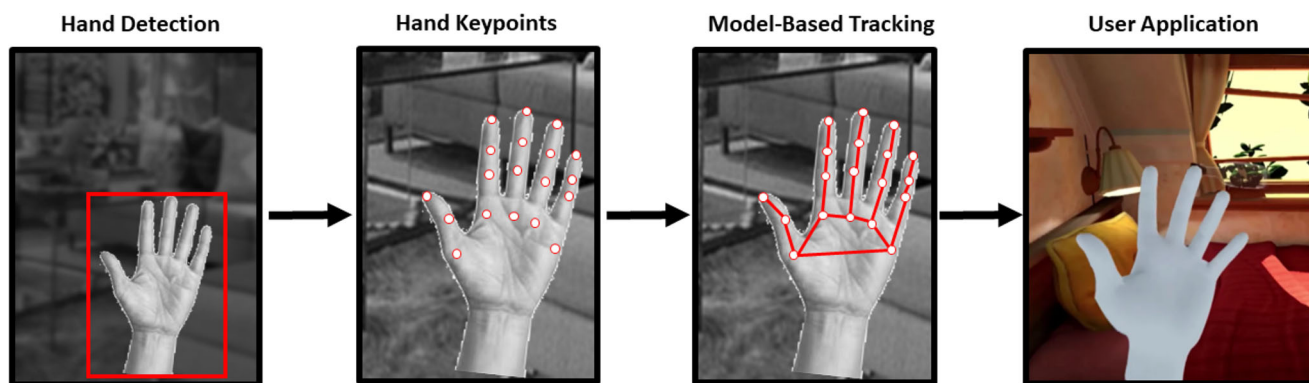 Hand Detection
Hand Keypoints
Model-Based Tracking
User Application